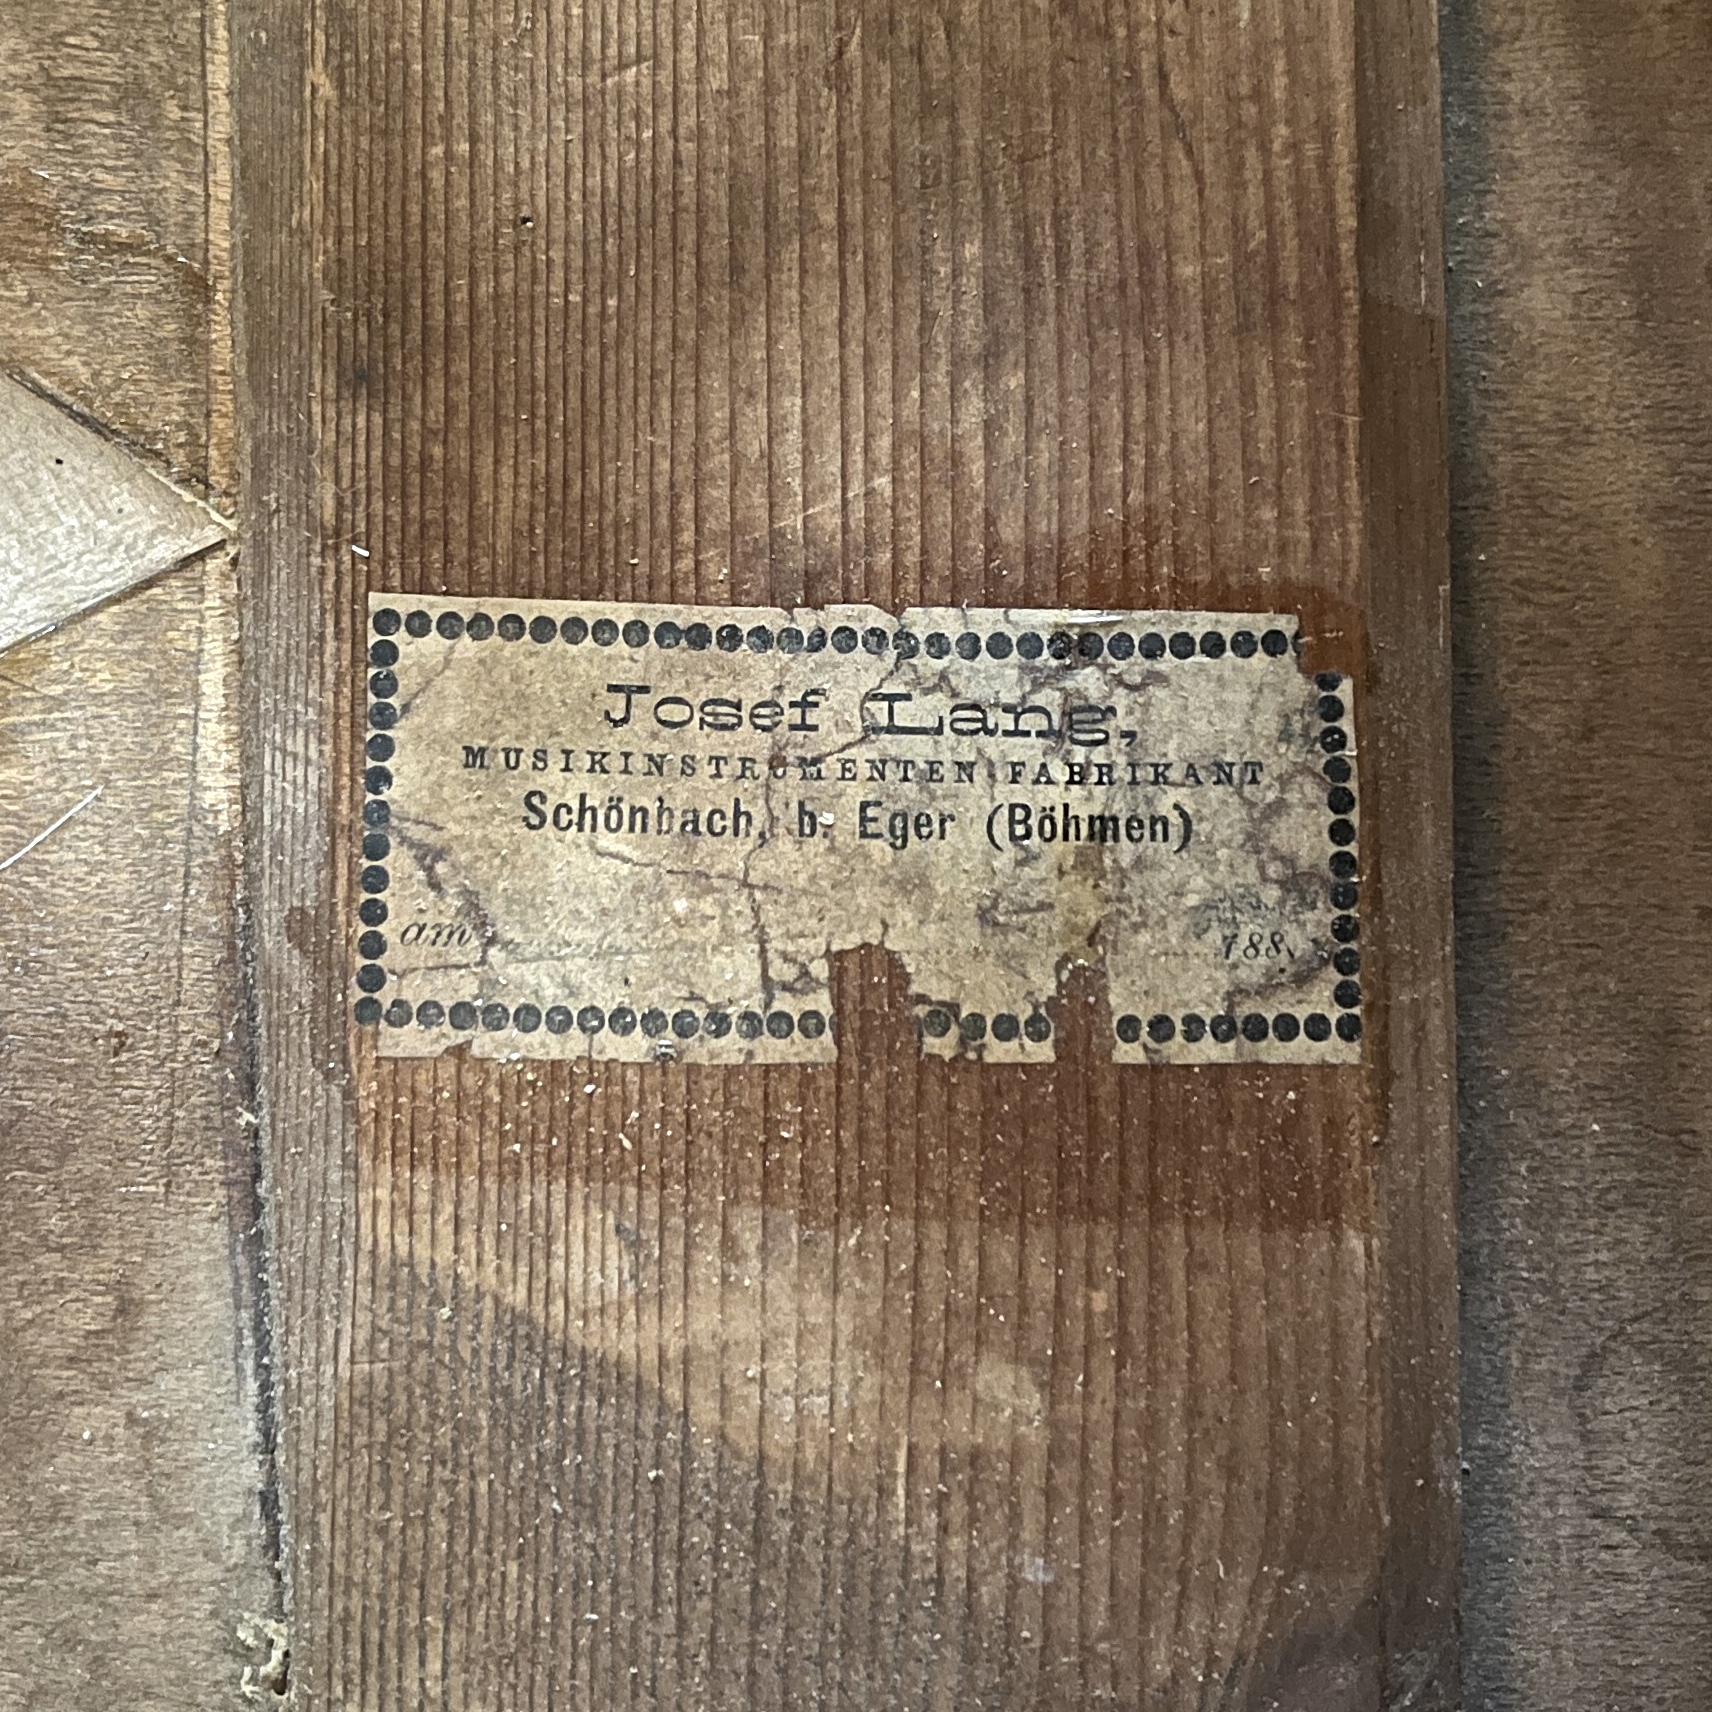 Josef Lang,
MUSIKINSTRUMENTEN FABRIKANT
Schönbach, b. Eger (Böhmen)
am 188